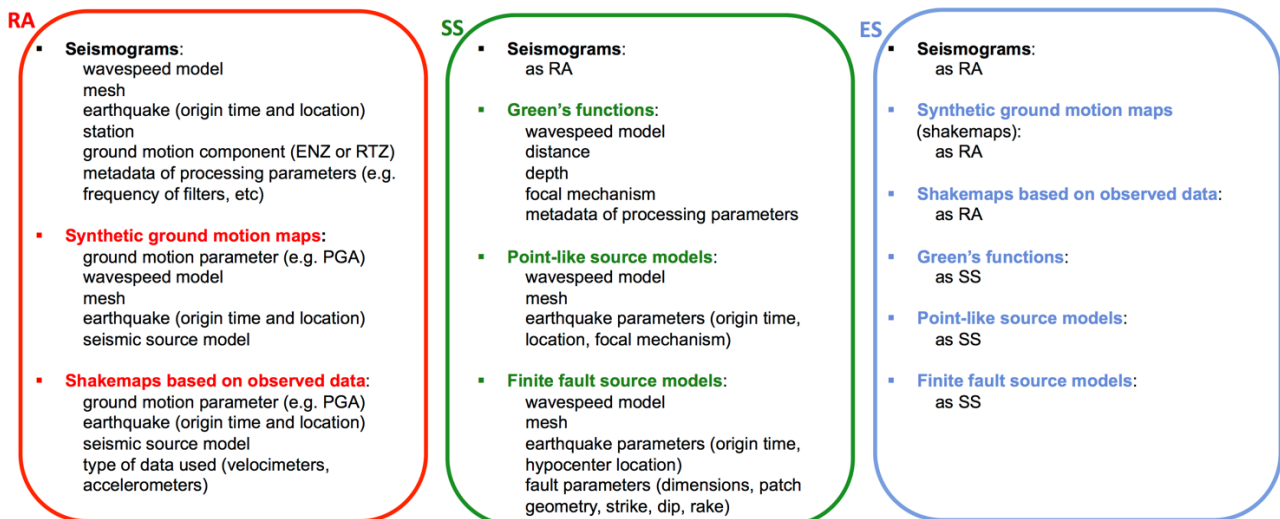 RA
▪ Seismograms:
wavespeed model
mesh
earthquake (origin time and location)
station
ground motion component (ENZ or RTZ)
metadata of processing parameters (e.g.
frequency of filters, etc)
▪ Synthetic ground motion maps:
ground motion parameter (e.g. PGA)
wavespeed model
mesh
earthquake (origin time and location)
seismic source model
▪ Shakemaps based on observed data:
ground motion parameter (e.g. PGA)
earthquake (origin time and location)
seismic source model
type of data used (velocimeters,
accelerometers)
SS
▪ Seismograms:
as RA
▪ Green's functions:
wavespeed model
distance
depth
focal mechanism
metadata of processing parameters
▪ Point-like source models:
wavespeed model
mesh
earthquake parameters (origin time,
location, focal mechanism)
▪ Finite fault source models:
wavespeed model
mesh
earthquake parameters (origin time,
hypocenter location)
fault parameters (dimensions, patch
geometry, strike, dip, rake)
ES
▪ Seismograms:
as RA
▪ Synthetic ground motion maps
(shakemaps):
as RA
▪ Shakemaps based on observed data:
as RA
▪ Green's functions:
as SS
▪ Point-like source models:
as SS
▪ Finite fault source models:
as SS